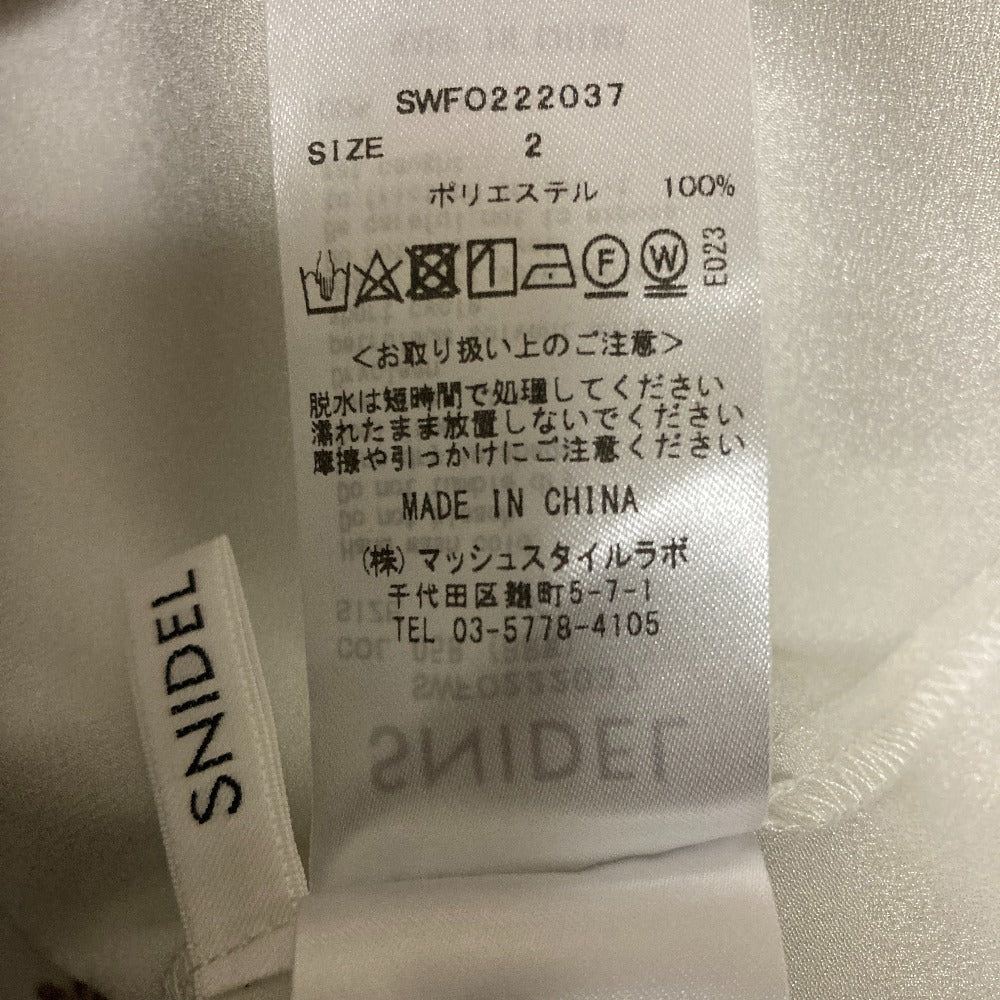 SWFO222037
SIZE 2
ポリエステル 100%
F W
E023
<お取り扱い上のご注意>
脱水は短時間で処理してください
濡れたまま放置しないでください
摩擦や引っかけにご注意ください
MADE IN CHINA
(株)マッシュスタイルラボ
千代田区麹町5-7-1
TEL 03-5778-4105
SNIDEL
SNIDEL